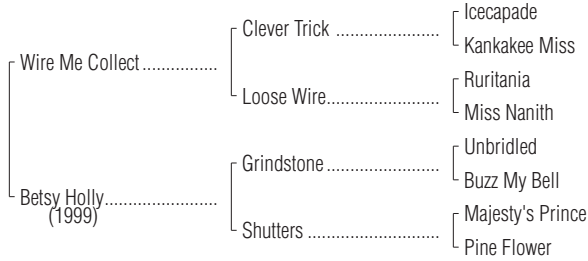 Icecapade
Clever Trick ......................
Kankakee Miss
Wire Me Collect ................
Ruritania
Loose Wire........................
Miss Nanith
Unbridled
Grindstone ........................
Buzz My Bell
Betsy Holly........................
(1999)
Majesty's Prince
Shutters ............................
Pine Flower